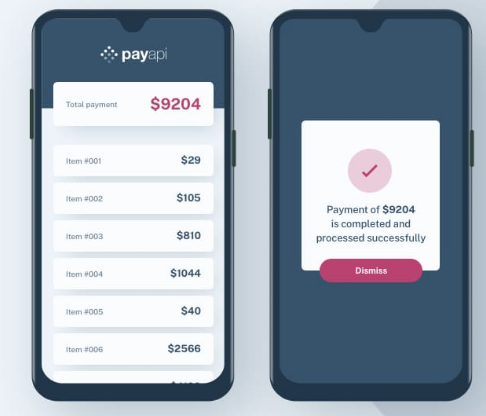 payapi
Total payment $9204
Item #001 $29
Item #002 $105
Item #003 $810
Item #004 $1044
Item #005 $40
Item #006 $2566
Payment of $9204
is completed and
processed successfully
Dismiss